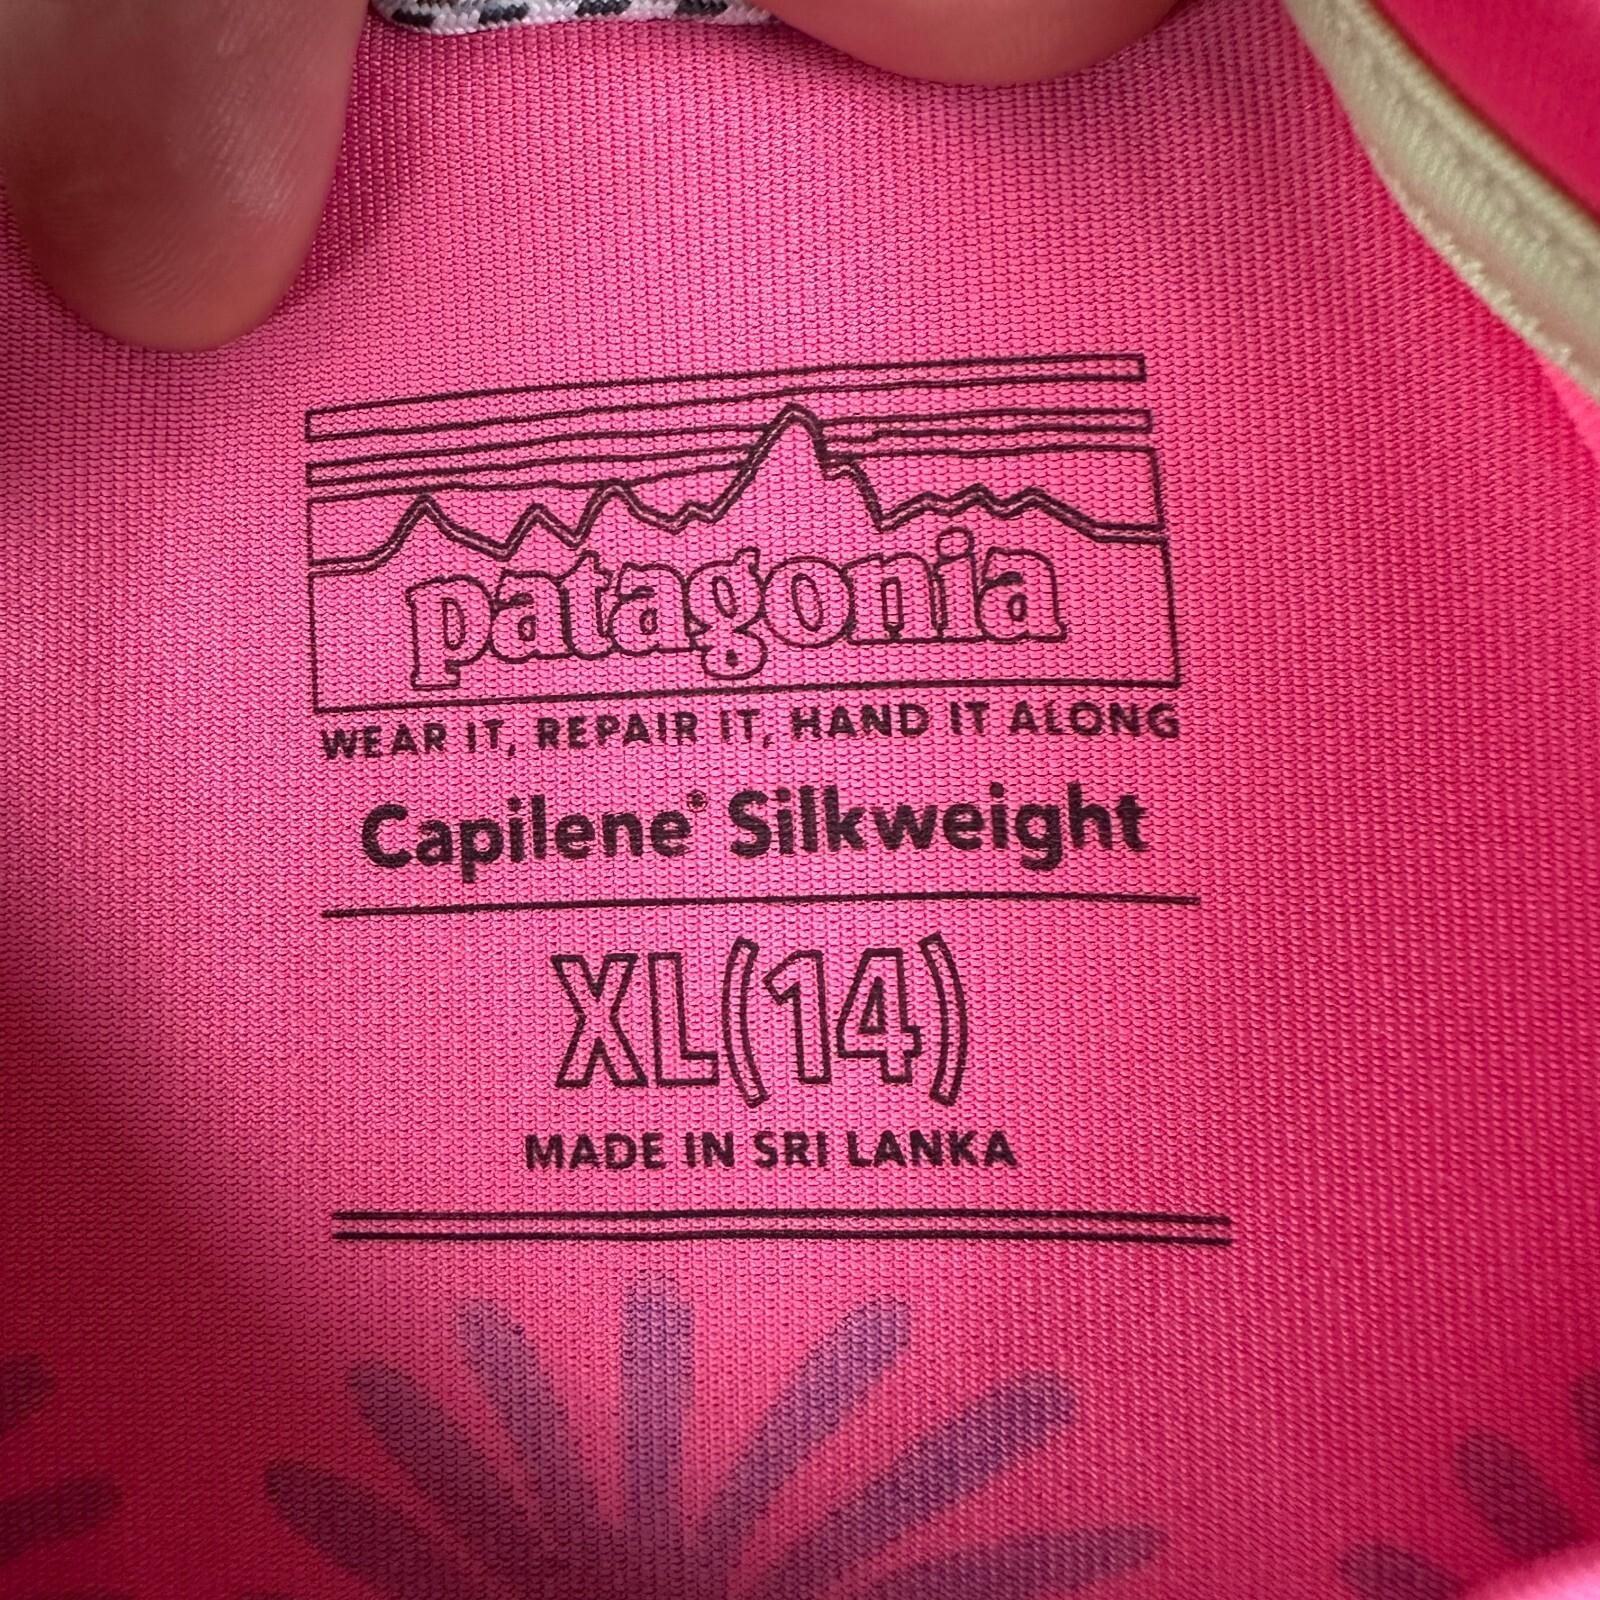 patagonia
WEAR IT, REPAIR IT, HAND IT ALONG
Capilene® Silkweight
XL(14)
MADE IN SRI LANKA